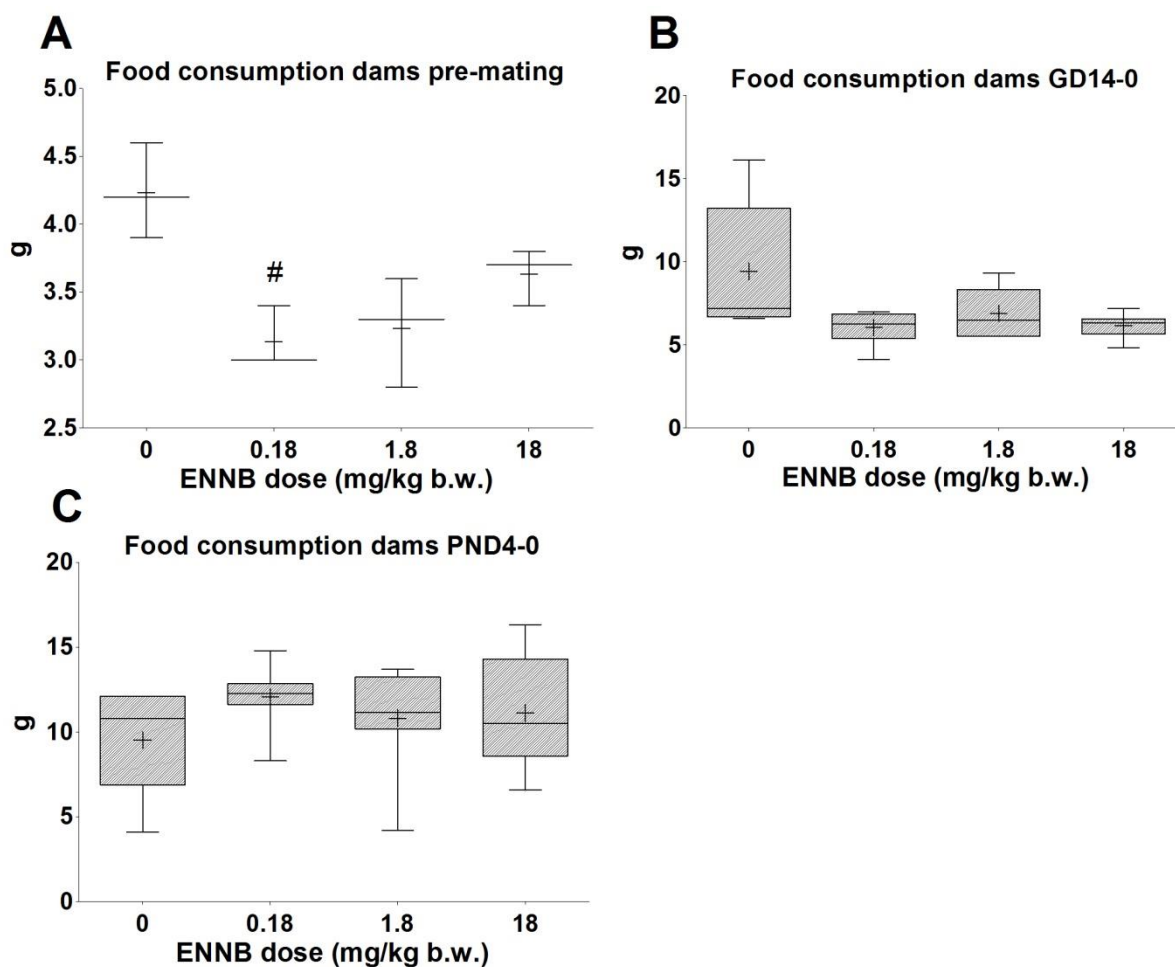 A
Food consumption dams pre-mating
5.0
4.5
4.0
3.5
3.0
2.5
g
#
0 0.18 1.8 18
ENNB dose (mg/kg b.w.)
B
Food consumption dams GD14-0
20
15
10
5
0
g
0 0.18 1.8 18
ENNB dose (mg/kg b.w.)
C
Food consumption dams PND4-0
20
15
10
5
0
g
0 0.18 1.8 18
ENNB dose (mg/kg b.w.)